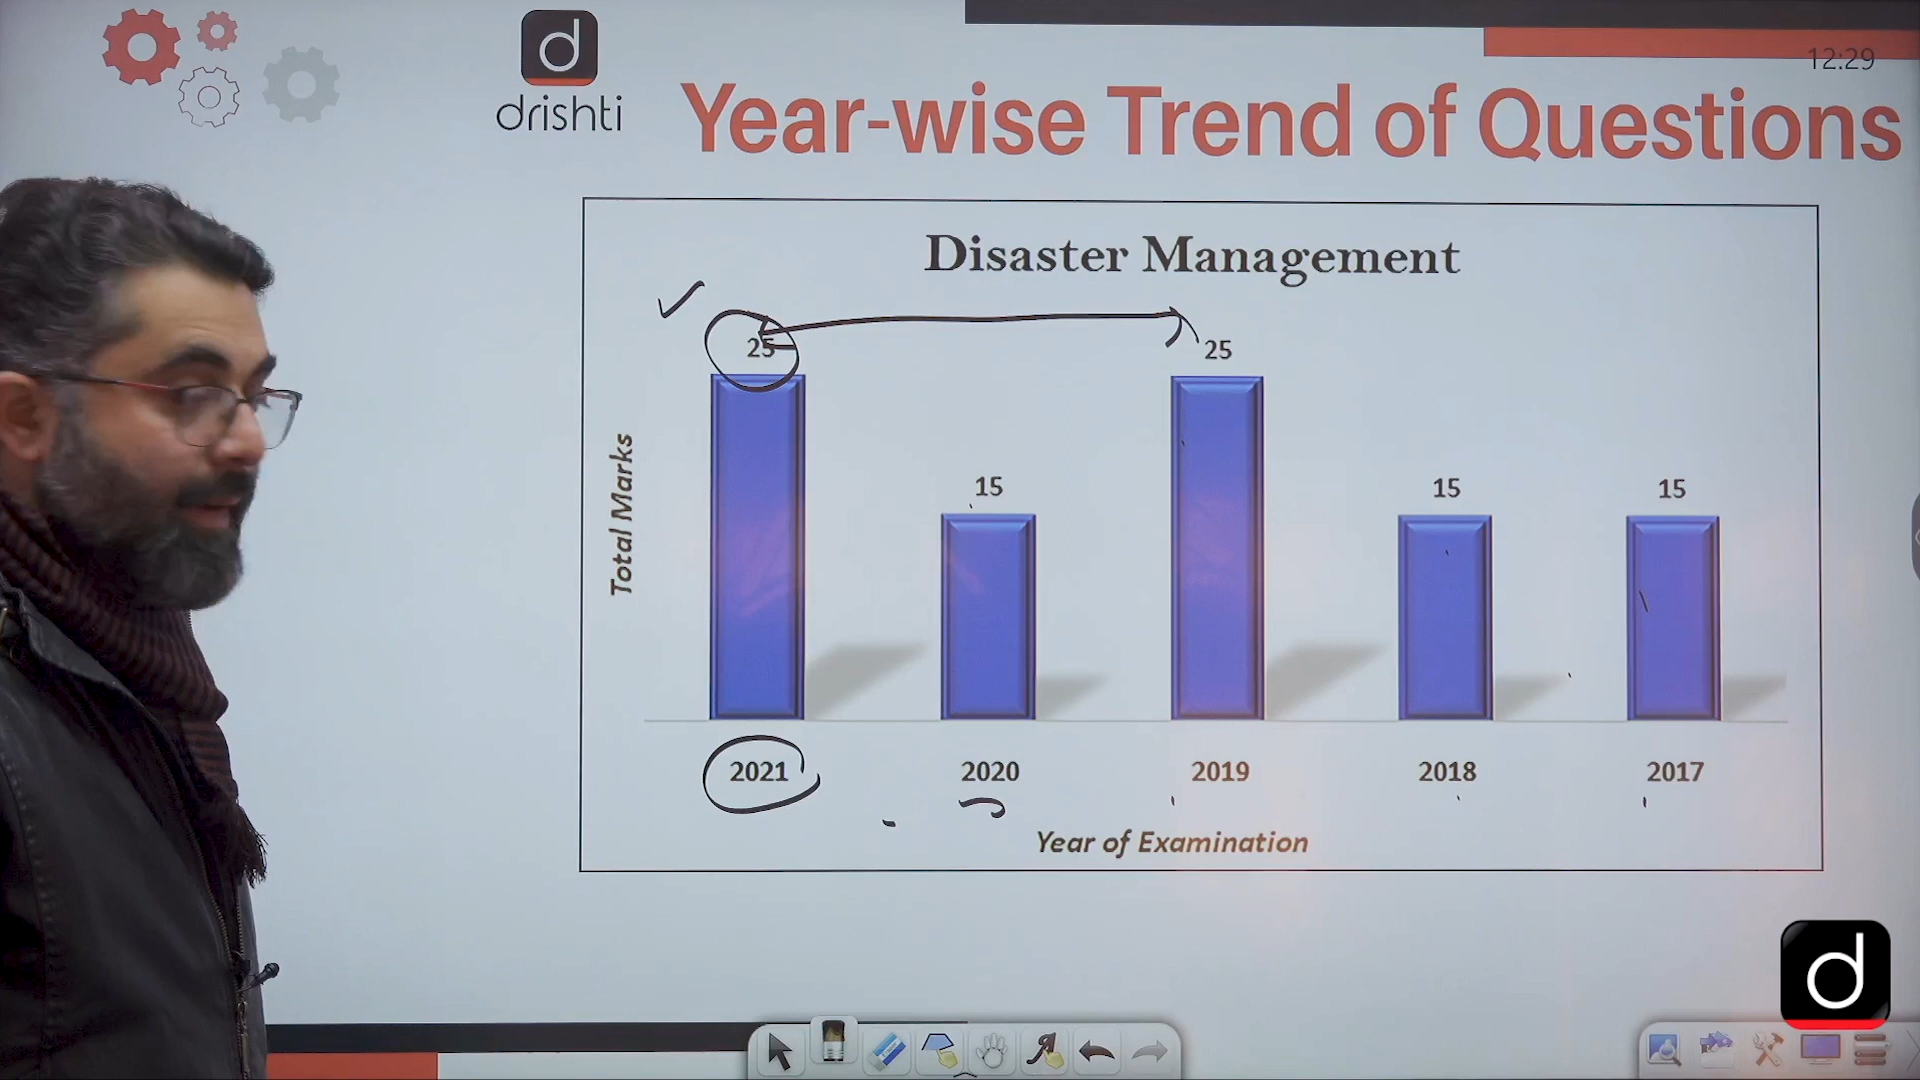 12:29
drishti
Year-wise Trend of Questions
Disaster Management
25
25
15
15
15
Total Marks
2021 2020 2019 2018 2017
Year of Examination
d